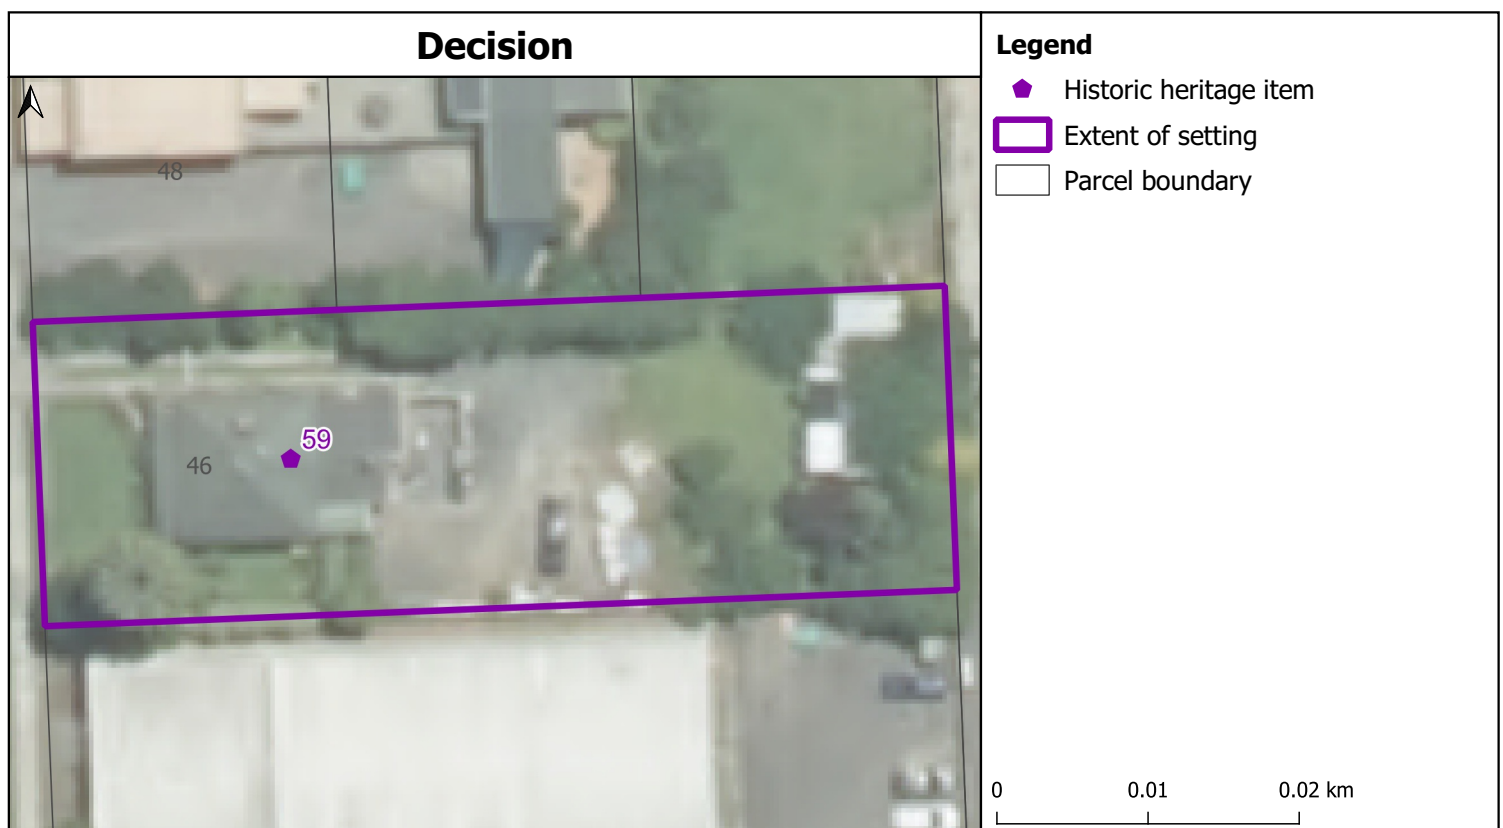 Decision
48
59
46
Legend
Historic heritage item
Extent of setting
Parcel boundary
0 0.01 0.02 km